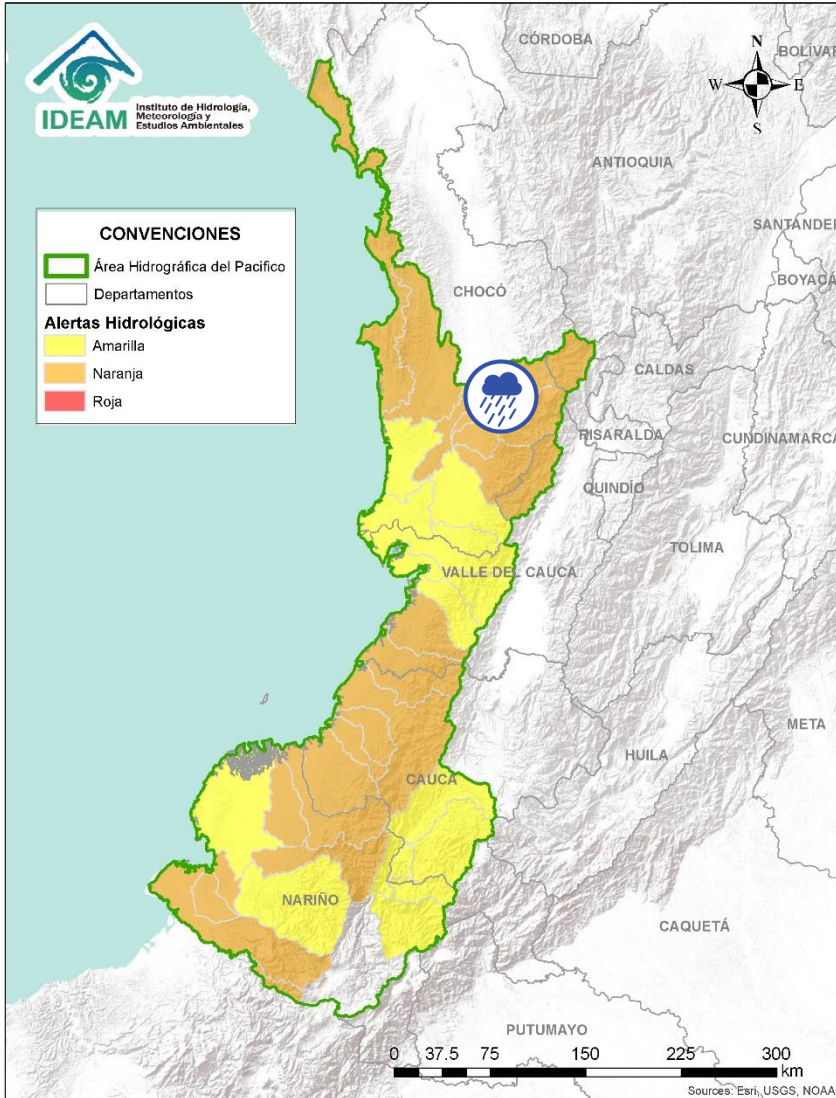 IDEAM
Instituto de Hidrología,
Meteorología y
Estudios Ambientales
CONVENCIONES
Área Hidrográfica del Pacifico
Departamentos
Alertas Hidrológicas
Amarilla
Naranja
Roja
N
W
E
S
CÓRDOBA
BOLÍVAR
ANTIOQUIA
SANTANDER
BOYACÁ
CHOCÓ
CALDAS
RISARALDA
CUNDINAMARCA
QUINDÍO
TOLIMA
VALLE DEL CAUCA
META
HUILA
CAUCA
NARIÑO
CAQUETÁ
PUTUMAYO
0 37.5 75 150 225 300
km
Sources: Esri, USGS, NOAA